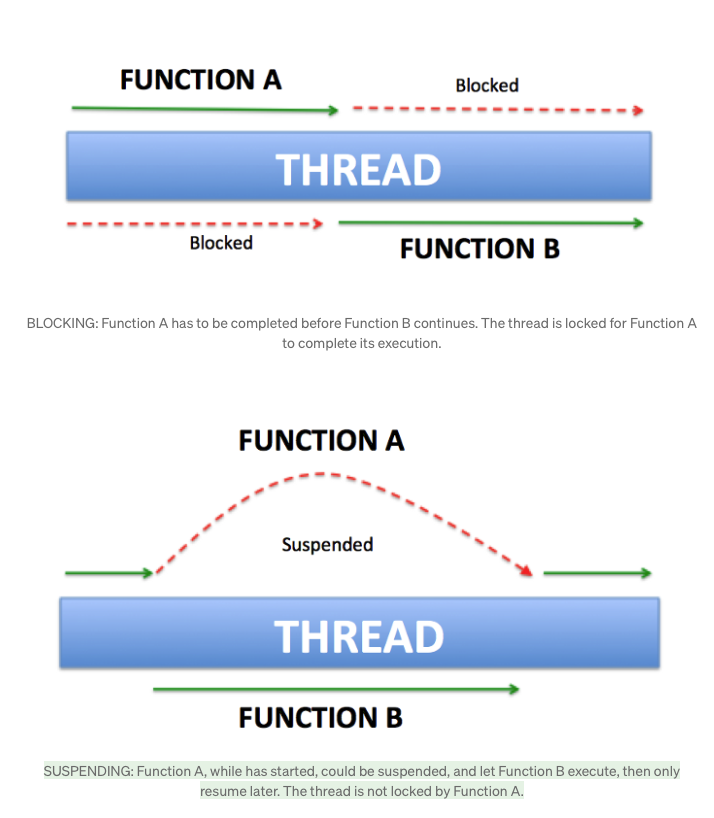 FUNCTION A
Blocked
THREAD
Blocked
FUNCTION B
BLOCKING: Function A has to be completed before Function B continues. The thread is locked for Function A
to complete its execution.
FUNCTION A
Suspended
THREAD
FUNCTION B
SUSPENDING: Function A, while has started, could be suspended, and let Function B execute, then only
resume later. The thread is not locked by Function A.